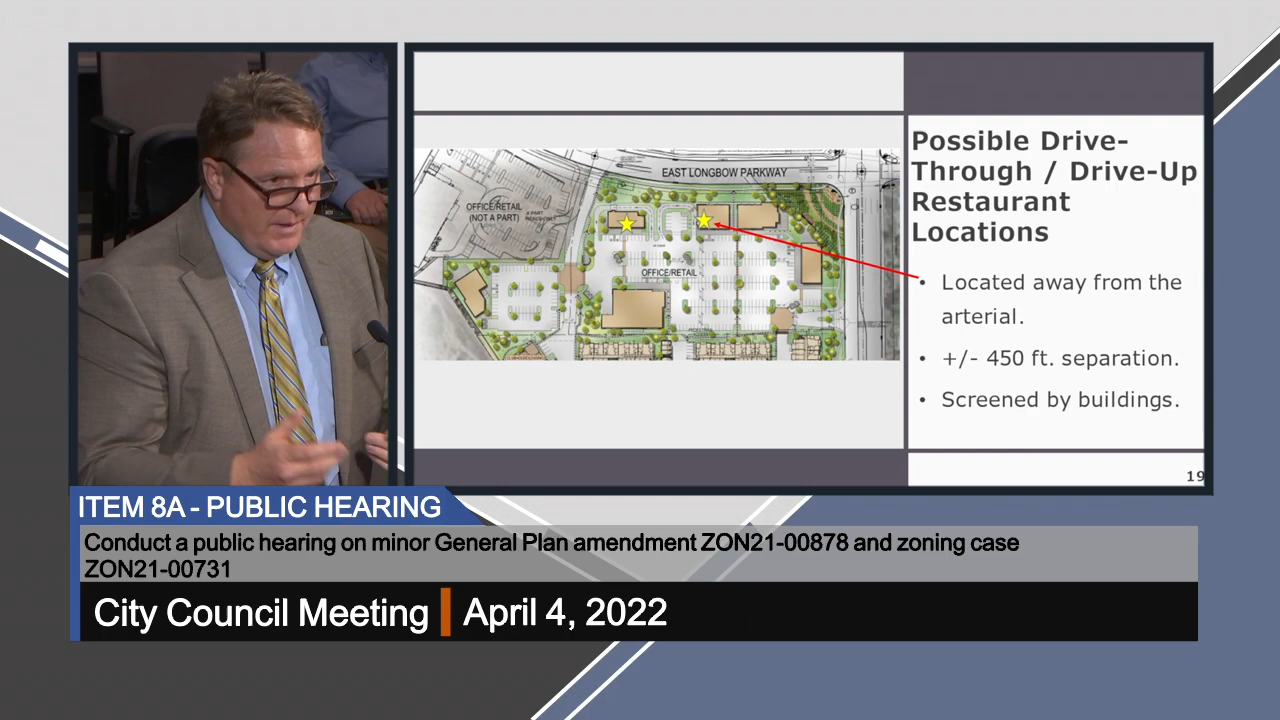 EAST LONGBOW PARKWAY
OFFICE/RETAIL
(NOT A PART)
OFFICE/RETAIL
Possible Drive-
Through / Drive-Up
Restaurant
Locations
• Located away from the
arterial.
• +/- 450 ft. separation.
• Screened by buildings.
19
ITEM 8A - PUBLIC HEARING
Conduct a public hearing on minor General Plan amendment ZON21-00878 and zoning case
ZON21-00731
City Council Meeting
April 4, 2022